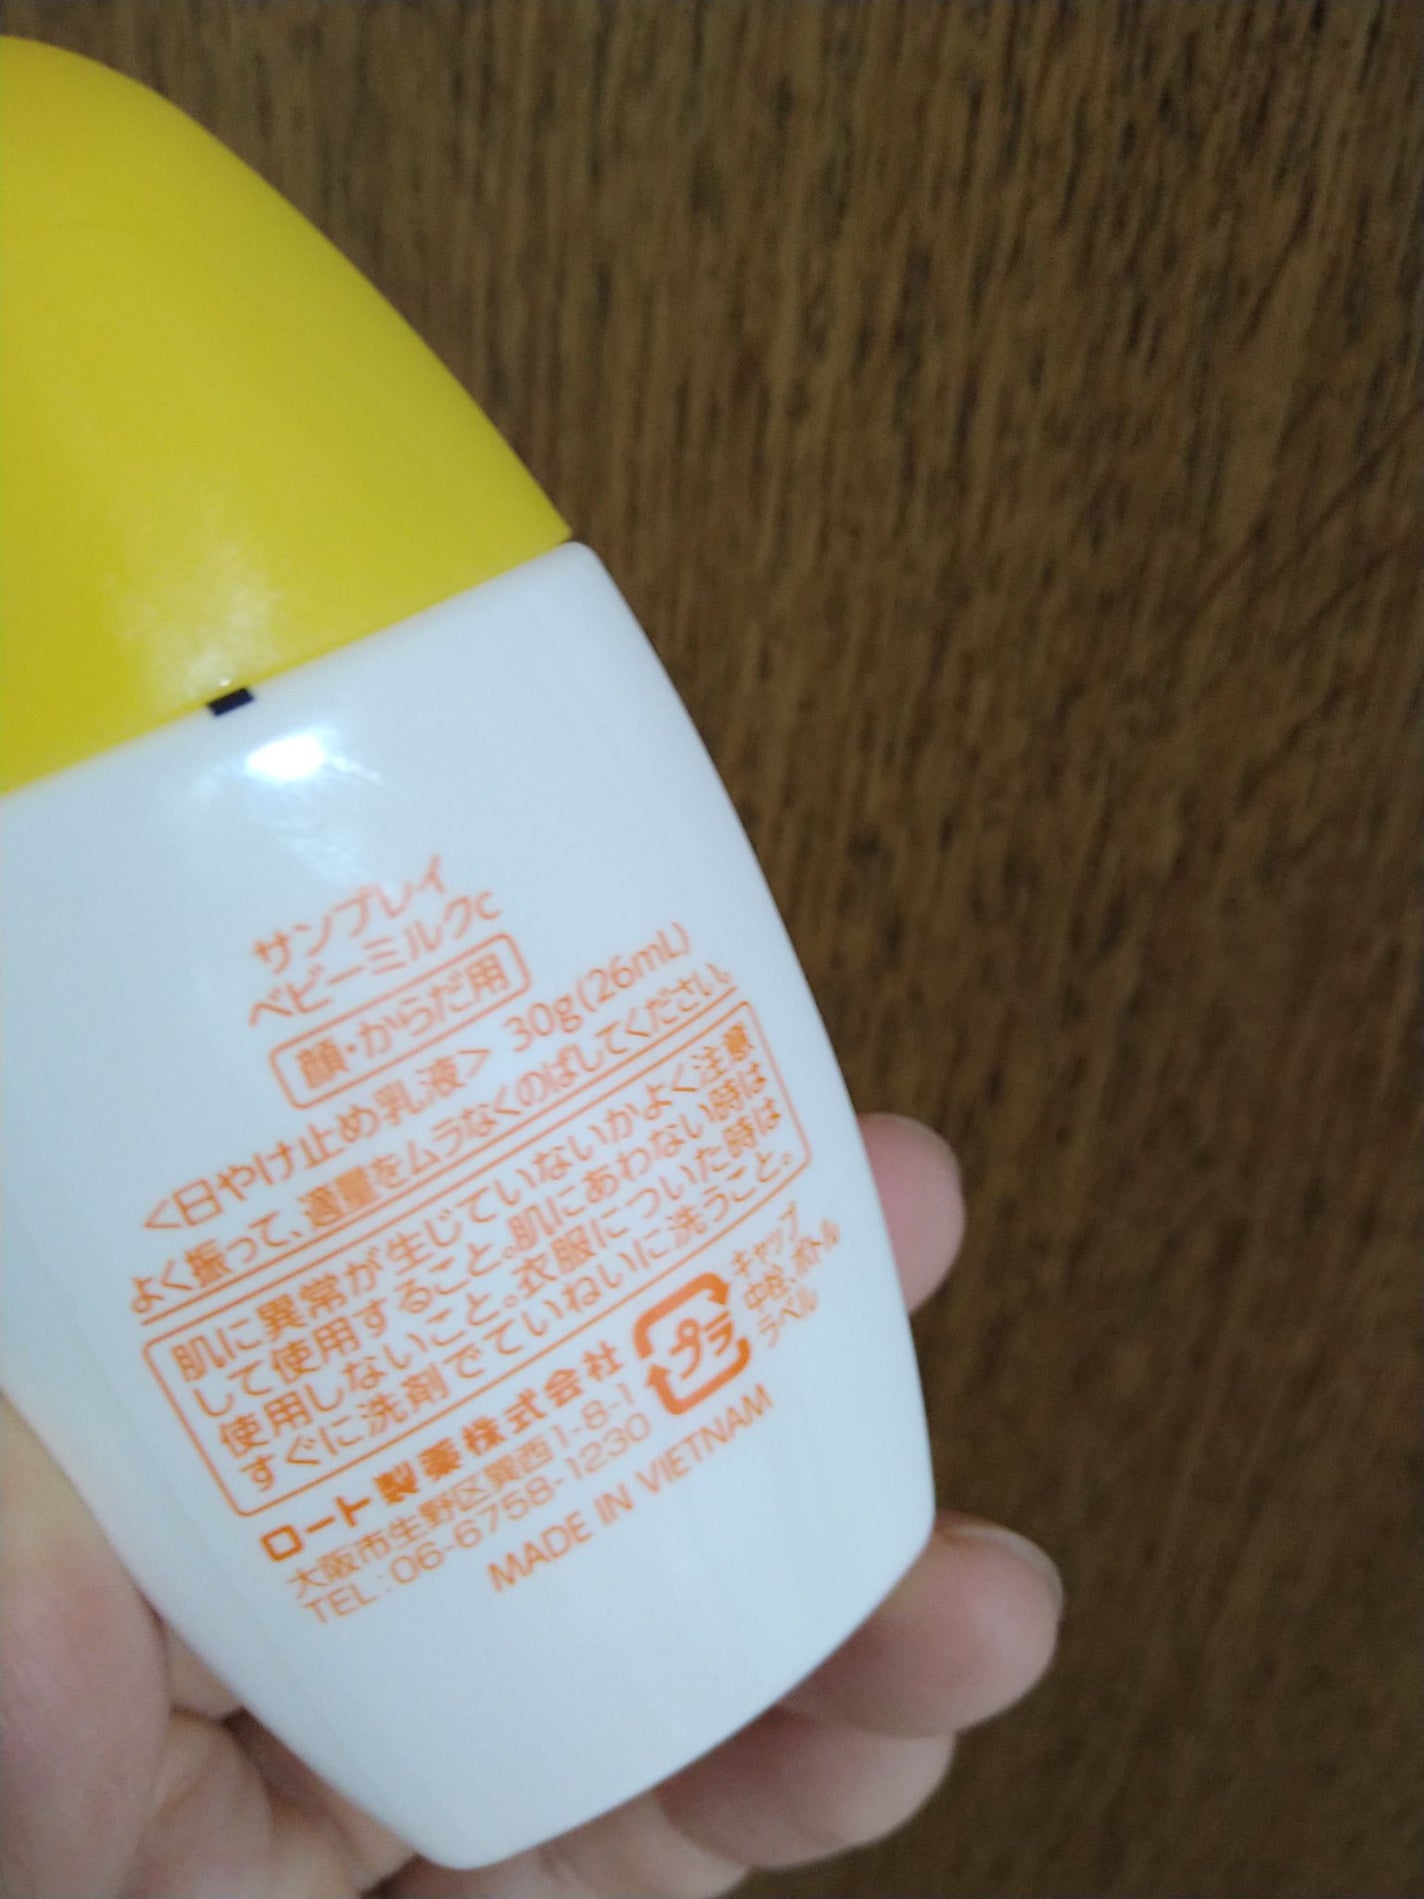 サンプレイ
ベビーミルクc
顔・からだ用
<日やけ止め乳液> 30g(26mL)
よく振って、適量をムラなくのばしてください。
肌に異常が生じていないかよく注意
して使用すること。肌にあわない時は
使用しないこと。衣服についた時は
すぐに洗剤でていねいに洗うこと。
ロート製薬株式会社
大阪市生野区巽西1-8-1
TEL:06-6758-1230
プラ
キャップ
中栓、ボトル
ラベル
MADE IN VIETNAM